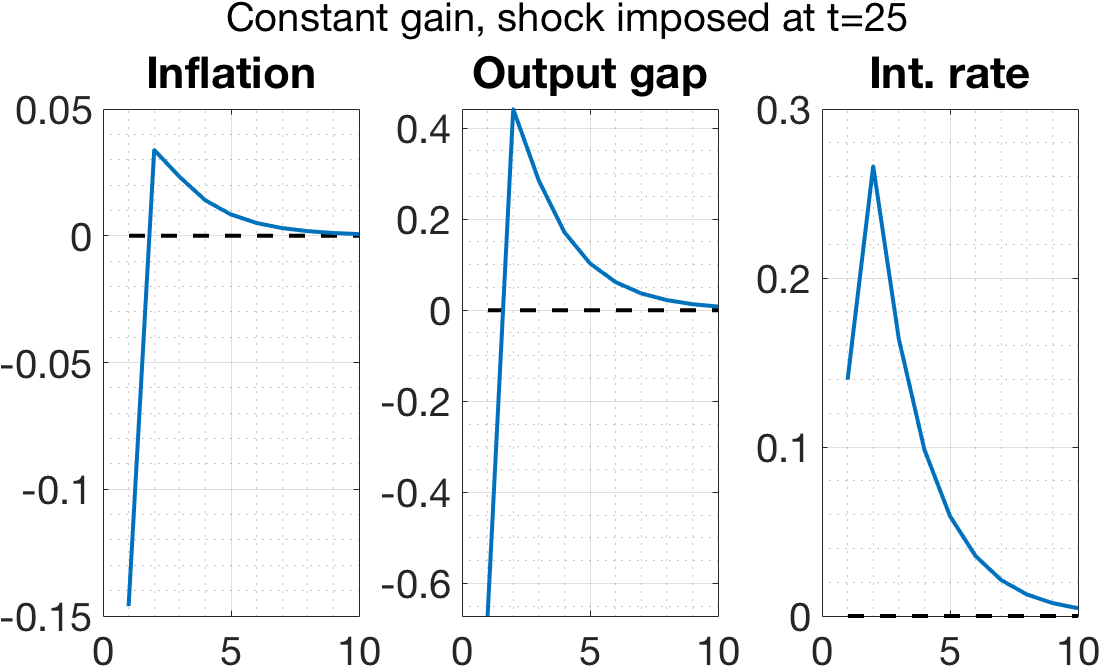 Constant gain, shock imposed at t=25
Inflation
0.05
0
-0.05
-0.1
-0.15
0 5 10
Output gap
0.4
0.2
0
-0.2
-0.4
-0.6
0 5 10
Int. rate
0.3
0.2
0.1
0
0 5 10